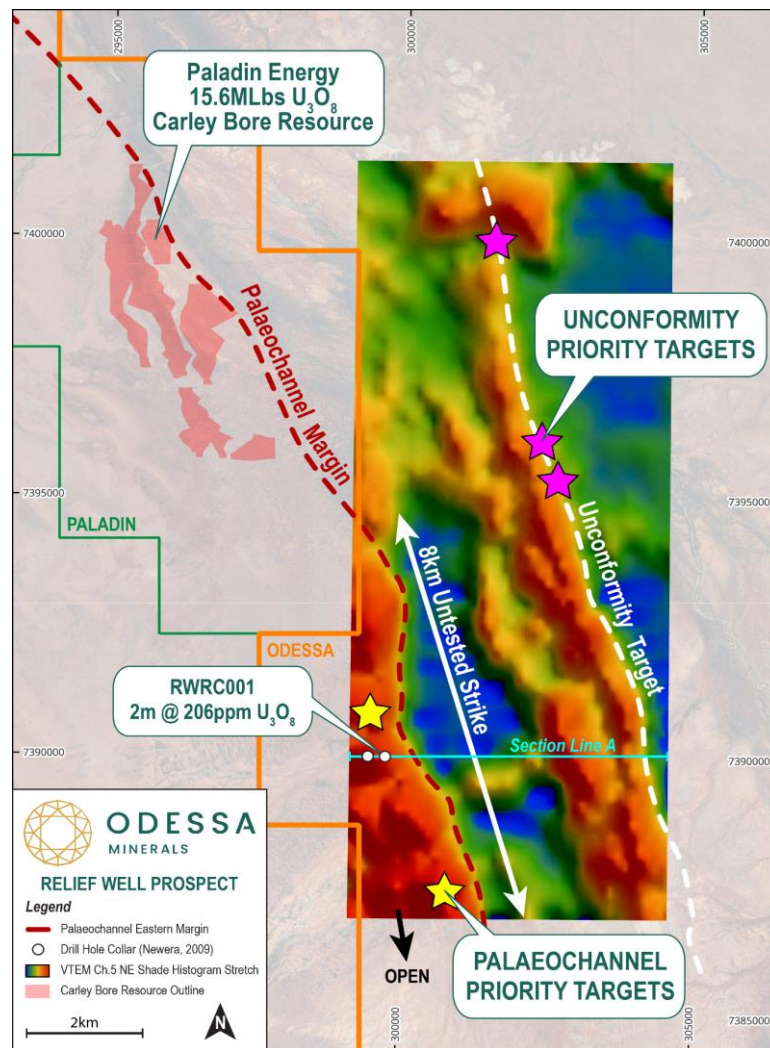 295000
300000
305000
Paladin Energy
15.6MLbs U₃O₈
Carley Bore Resource
7400000
7400000
UNCONFORMITY
PRIORITY TARGETS
Palaeochannel Margin
7395000
7395000
PALADIN
8km Untested Strike
Unconformity Target
ODESSA
RWRC001
2m @ 206ppm U₃O₈
7390000
7390000
Section Line A
ODESSA
MINERALS
RELIEF WELL PROSPECT
Legend
Palaeochannel Eastern Margin
Drill Hole Collar (Newera, 2009)
VTEM Ch.5 NE Shade Histogram Stretch
Carley Bore Resource Outline
2km
N
OPEN
PALAEOCHANNEL
PRIORITY TARGETS
300000
305000
7385000